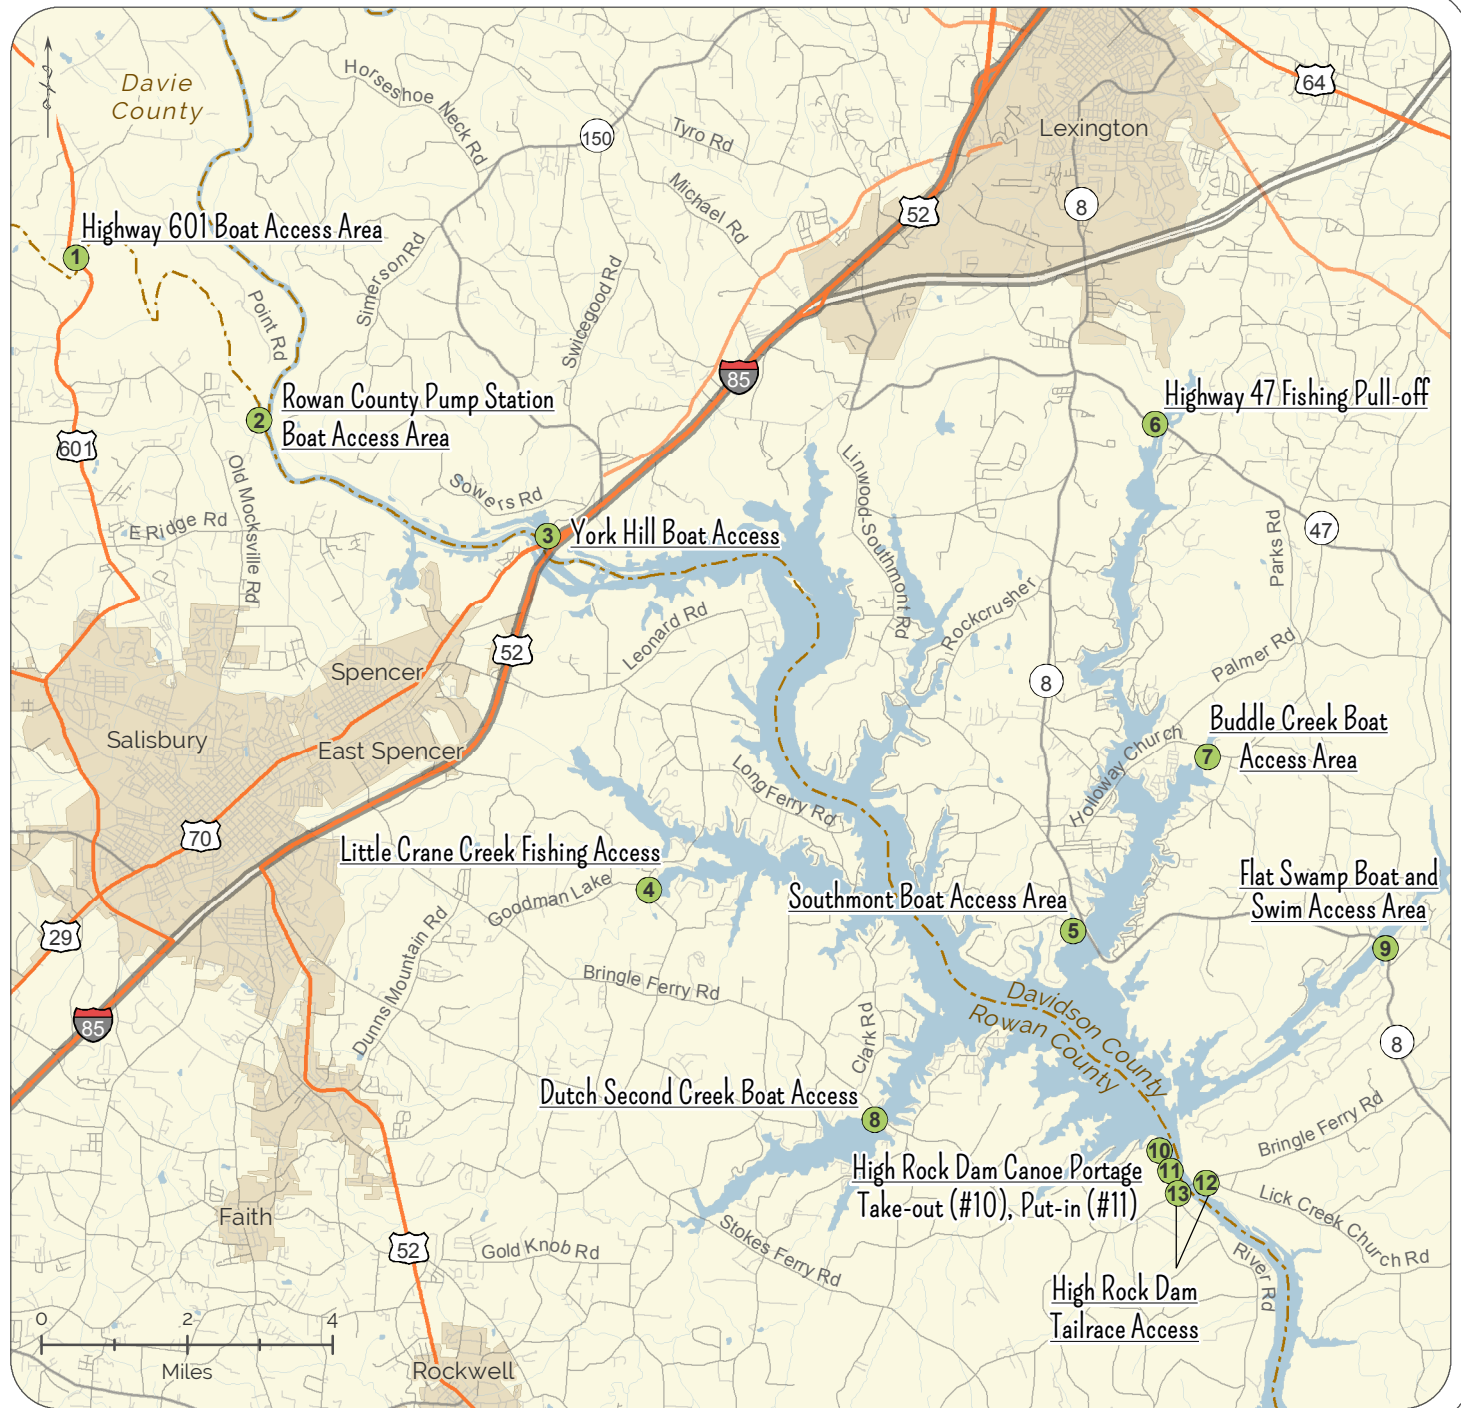 Davie
County
Horseshoe Neck Rd
150
Tyro Rd
Michael Rd
64
Lexington
8
52
Highway 601 Boat Access Area
1
Simerson Rd
Point Rd
Swicegood Rd
85
Rowan County Pump Station
Boat Access Area
2
Highway 47 Fishing Pull-off
6
601
Old Mocksville Rd
E Ridge Rd
Sowers Rd
3
York Hill Boat Access
Linwood-Southmont Rd
47
Parks Rd
Rockcrusher
Leonard Rd
52
Spencer
Salisbury
East Spencer
8
Palmer Rd
Buddle Creek Boat
Access Area
7
Holloway Church
Long Ferry Rd
70
Little Crane Creek Fishing Access
4
Goodman Lake
Southmont Boat Access Area
5
Flat Swamp Boat and
Swim Access Area
9
29
Dunns Mountain Rd
Bringle Ferry Rd
85
Davidson County
Rowan County
Clark Rd
8
Dutch Second Creek Boat Access
8
Bringle Ferry Rd
10
11
12
13
High Rock Dam Canoe Portage
Take-out (#10), Put-in (#11)
Lick Creek Church Rd
River Rd
Faith
52
Gold Knob Rd
Stokes Ferry Rd
High Rock Dam
Tailrace Access
0 2 4
Miles
Rockwell